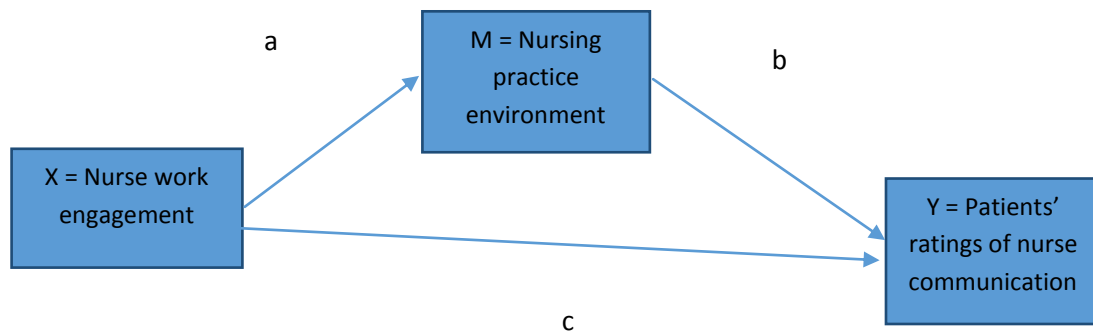 a
M = Nursing
practice
environment
b
X = Nurse work
engagement
Y = Patients’
ratings of nurse
communication
c